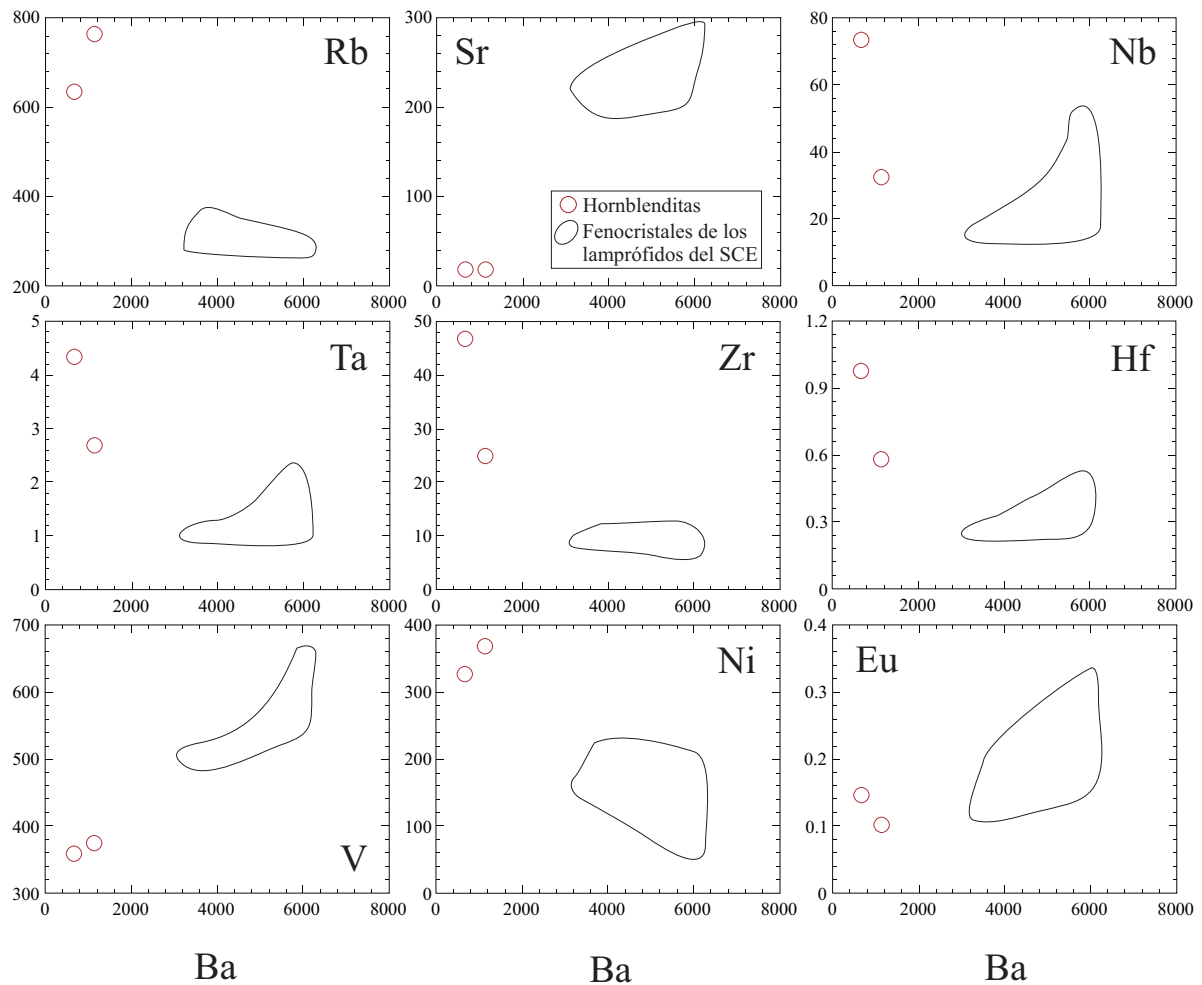 800
600
400
200
0 2000 4000 6000 8000
Rb
300
200
100
0
0 2000 4000 6000 8000
Sr
Hornblenditas
Fenocristales de los
lamprófidos del SCE
80
60
40
20
0
0 2000 4000 6000 8000
Nb
5
4
3
2
1
0
0 2000 4000 6000 8000
Ta
50
40
30
20
10
0
0 2000 4000 6000 8000
Zr
1.2
0.9
0.6
0.3
0
0 2000 4000 6000 8000
Hf
700
600
500
400
300
0 2000 4000 6000 8000
V
400
300
200
100
0
0 2000 4000 6000 8000
Ni
0.4
0.3
0.2
0.1
0
0 2000 4000 6000 8000
Eu
Ba
Ba
Ba